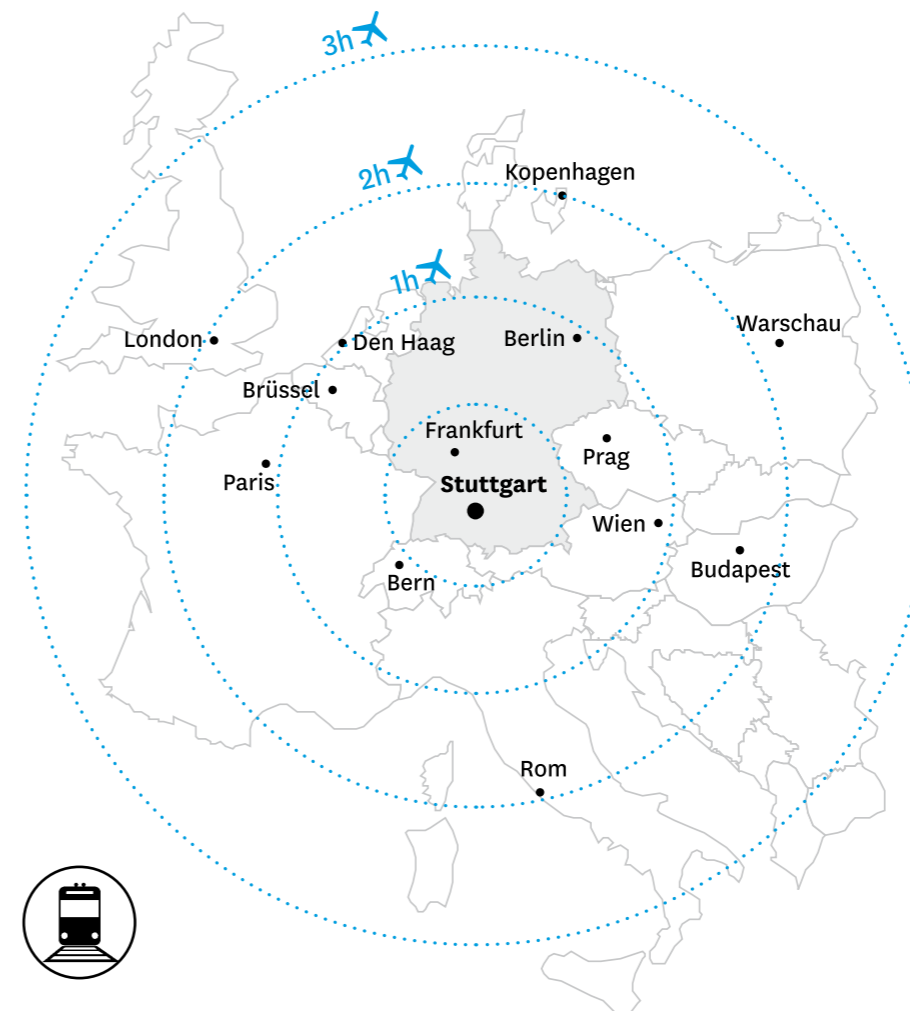 3h
2h
Kopenhagen
1h
Warschau
London
Den Haag
Berlin
Brüssel
Frankfurt
Prag
Paris
Stuttgart
Wien
Budapest
Bern
Rom